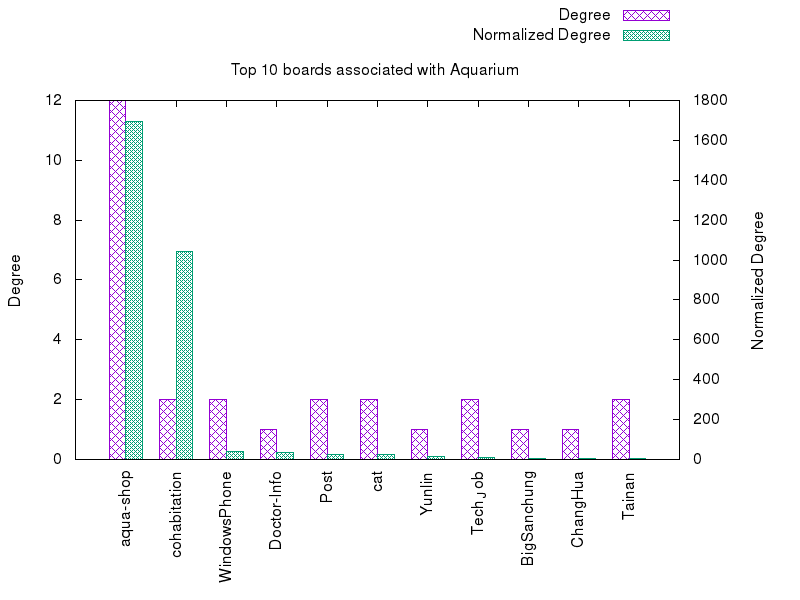 Degree
Normalized Degree
Top 10 boards associated with Aquarium
12
10
8
6
4
2
0
1800
1600
1400
1200
1000
800
600
400
200
0
Degree
Normalized Degree
aqua-shop
cohabitation
WindowsPhone
Doctor-Info
Post
cat
Yunlin
TechJob
BigSanchung
ChangHua
Tainan